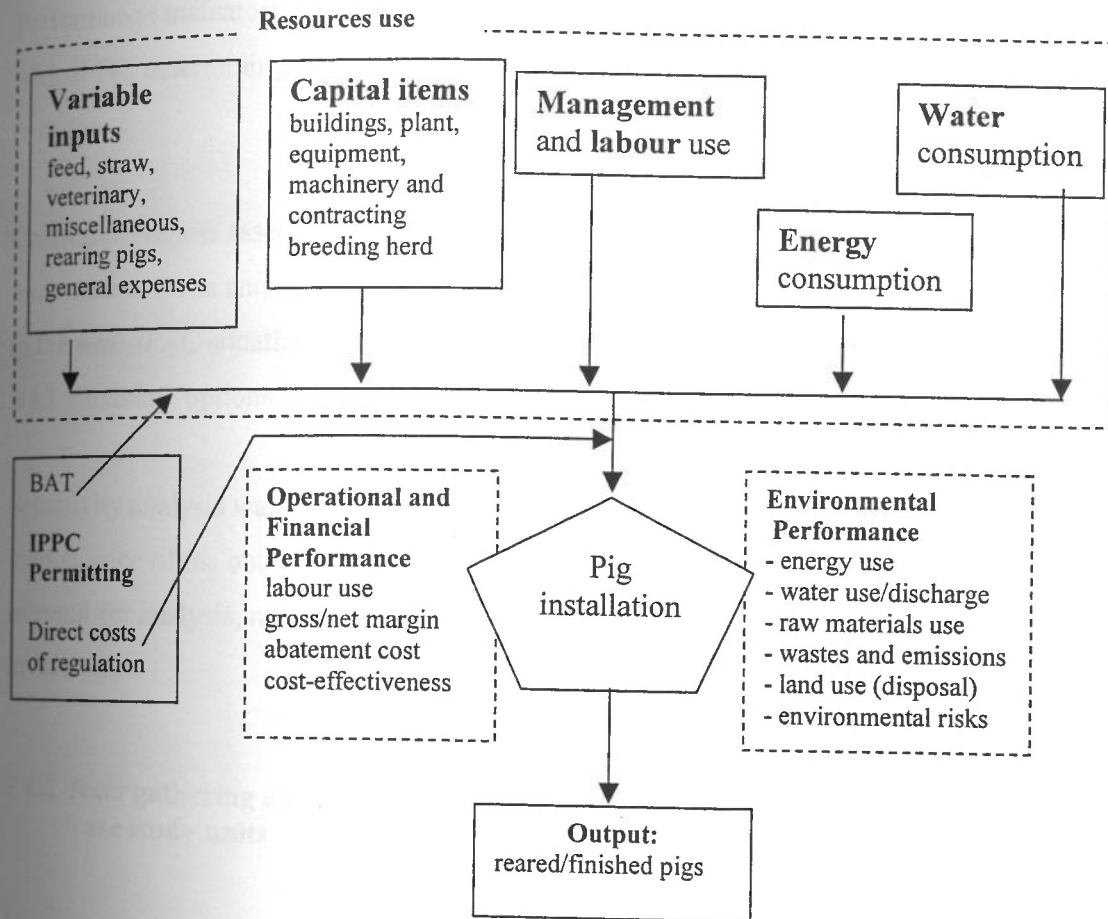 Resources use
Variable
inputs
feed, straw,
veterinary,
miscellaneous,
rearing pigs,
general expenses
Capital items
buildings, plant,
equipment,
machinery and
contracting
breeding herd
Management
and labour use
Energy
consumption
Water
consumption
BAT
IPPC
Permitting
Direct costs
of regulation
Operational and
Financial
Performance
labour use
gross/net margin
abatement cost
cost-effectiveness
Pig
installation
Environmental
Performance
- energy use
- water use/discharge
- raw materials use
- wastes and emissions
- land use (disposal)
- environmental risks
Output:
reared/finished pigs